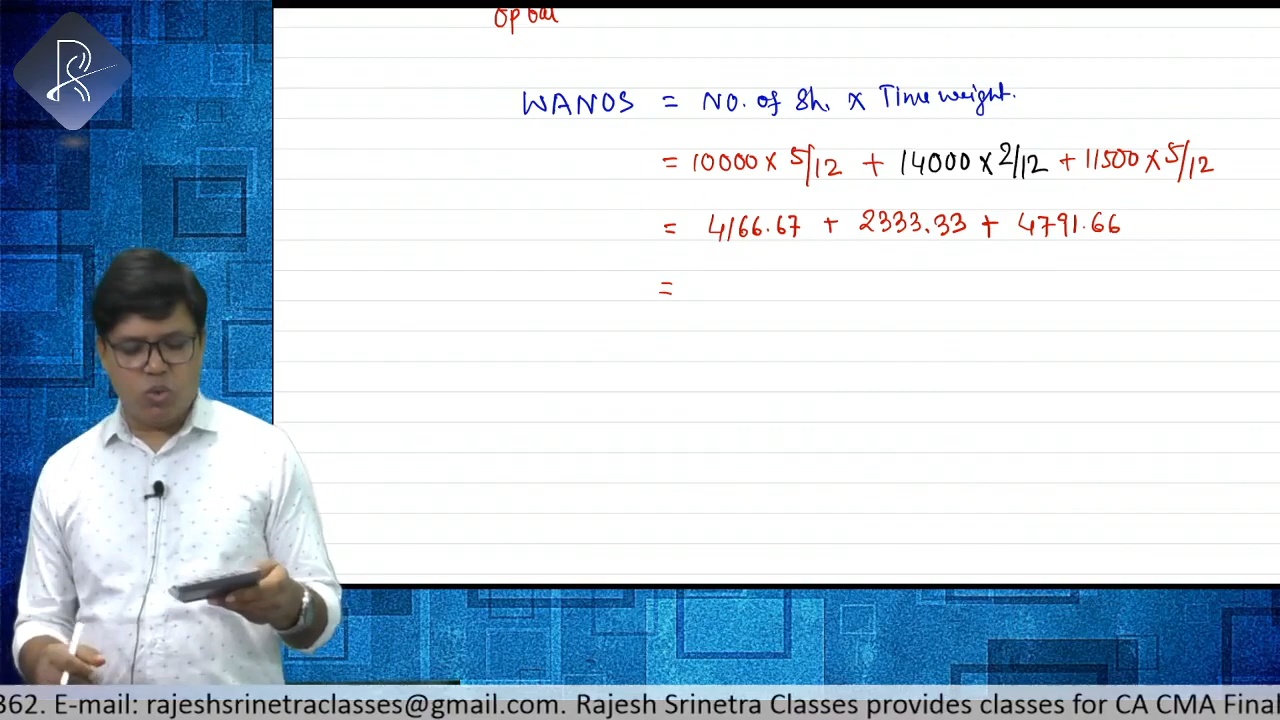 Op bal
WANOS = NO. of Sh. x Time weight.
= 10000 x 5/12 + 14000 x 2/12 + 11500 x 5/12
= 4166.67 + 2333.33 + 4791.66
=
362. E-mail: rajeshsrinetraclasses@gmail.com. Rajesh Srinetra Classes provides classes for CA CMA Final